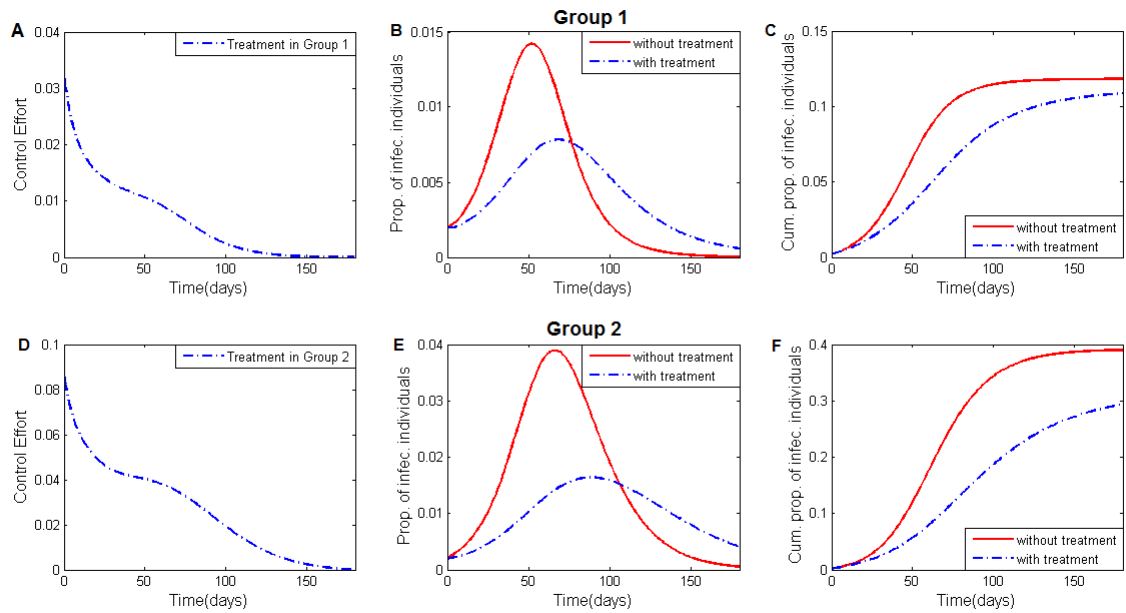 Group 1
A
0.04
0.03
0.02
0.01
0
0
50
100
150
Control Effort
Time(days)
Treatment in Group 1
B
0.015
0.01
0.005
0
0
50
100
150
Prop. of infec. individuals
Time(days)
without treatment
with treatment
C
0.15
0.1
0.05
0
0
50
100
150
Cum. prop. of infec. individuals
Time(days)
without treatment
with treatment
Group 2
D
0.1
0.08
0.06
0.04
0.02
0
0
50
100
150
Control Effort
Time(days)
Treatment in Group 2
E
0.04
0.03
0.02
0.01
0
0
50
100
150
Prop. of infec. individuals
Time(days)
without treatment
with treatment
F
0.4
0.3
0.2
0.1
0
0
50
100
150
Cum. prop. of infec. individuals
Time(days)
without treatment
with treatment